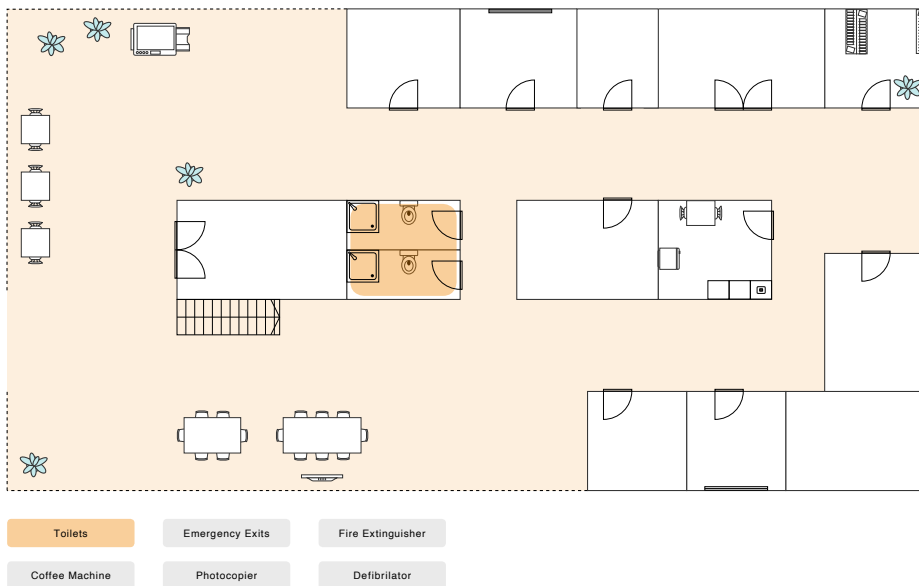 Toilets
Emergency Exits
Fire Extinguisher
Coffee Machine
Photocopier
Defibrilator